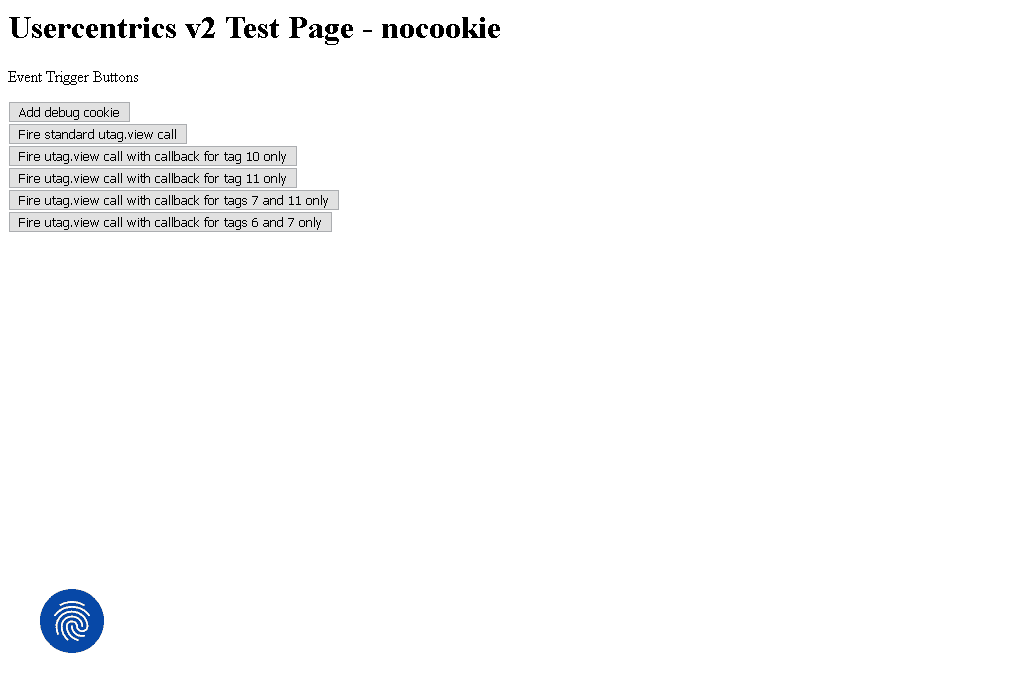 Usercentrics v2 Test Page - nocookie
Event Trigger Buttons
Add debug cookie
Fire standard utag.view call
Fire utag.view call with callback for tag 10 only
Fire utag.view call with callback for tag 11 only
Fire utag.view call with callback for tags 7 and 11 only
Fire utag.view call with callback for tags 6 and 7 only